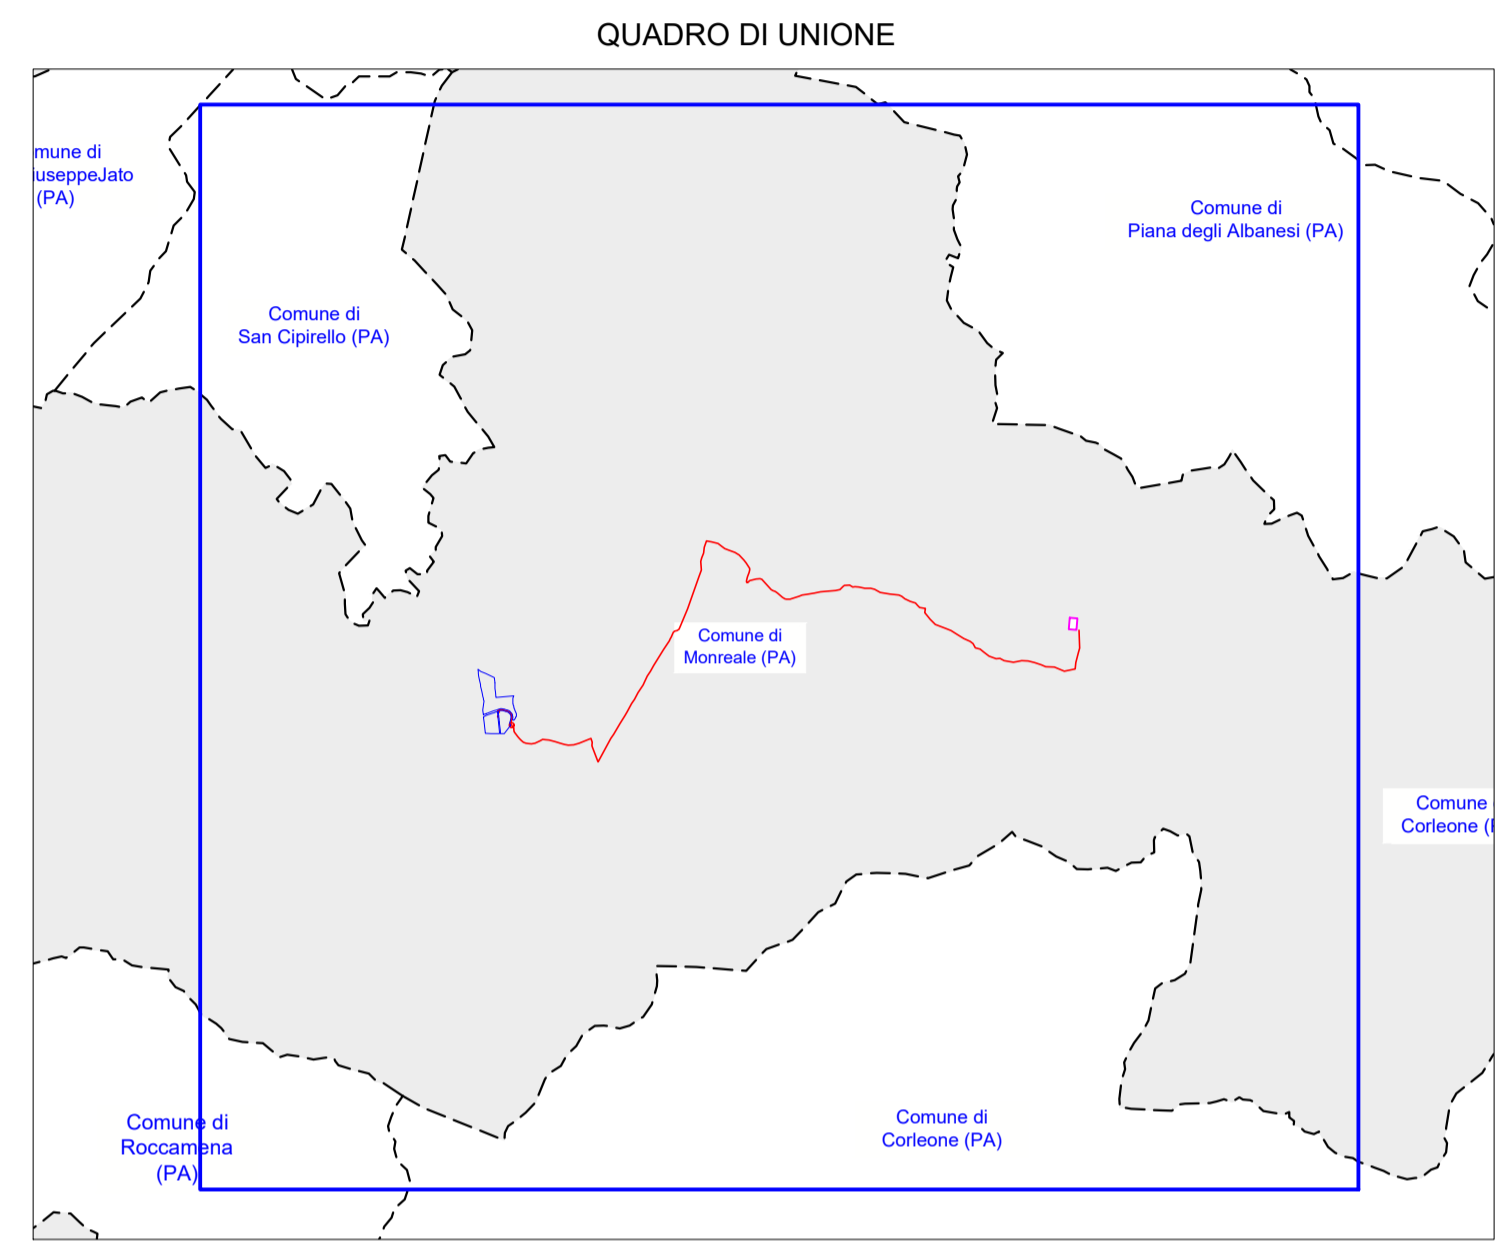 QUADRO DI UNIONE
mune di
iuseppeJato
(PA)
Comune di
Piana degli Albanesi (PA)
Comune di
San Cipirello (PA)
Comune di
Monreale (PA)
Comune
Corleone (
Comune di
Roccamena
(PA)
Comune di
Corleone (PA)